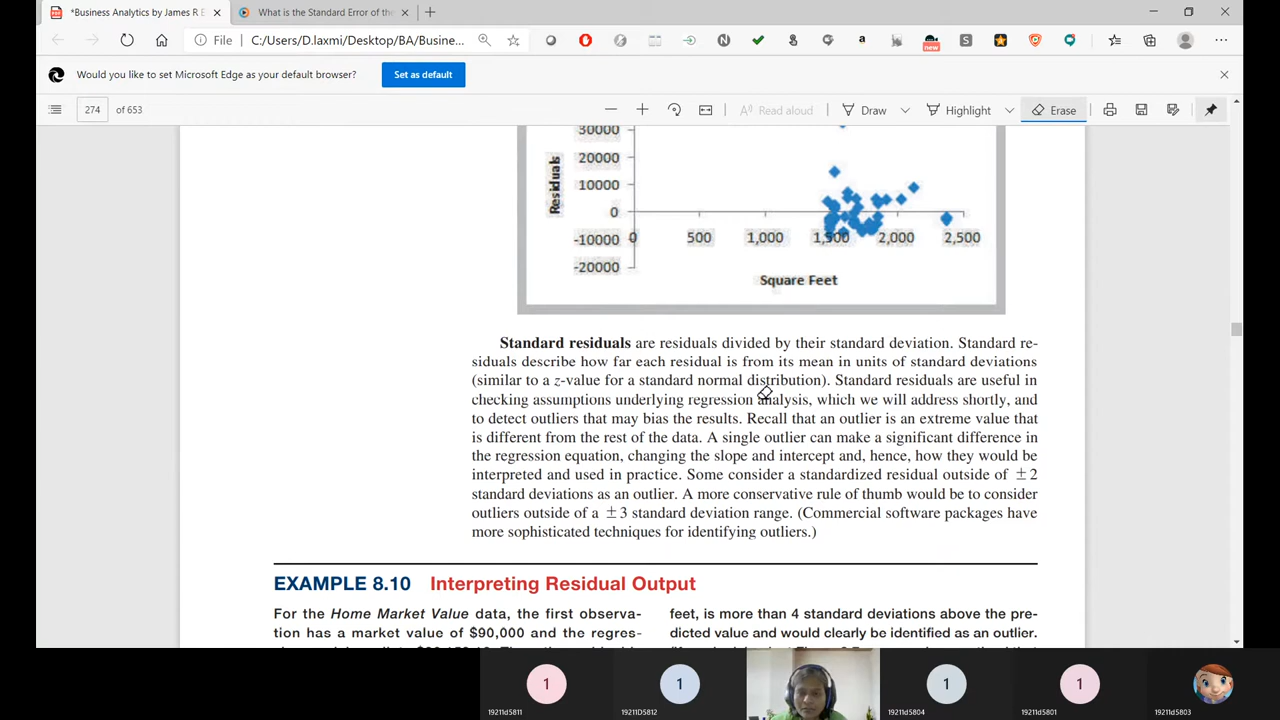 *Business Analytics by James R E
What is the Standard Error of the
File
C:/Users/D.laxmi/Desktop/BA/Busine...
new
Would you like to set Microsoft Edge as your default browser?
Set as default
274 of 653
Read aloud
Draw
Highlight
Erase
30000
20000
10000
0
-10000
-20000
Residuals
0 500 1,000 1,500 2,000 2,500
Square Feet
Standard residuals are residuals divided by their standard deviation. Standard re-
siduals describe how far each residual is from its mean in units of standard deviations
(similar to a z-value for a standard normal distribution). Standard residuals are useful in
checking assumptions underlying regression analysis, which we will address shortly, and
to detect outliers that may bias the results. Recall that an outlier is an extreme value that
is different from the rest of the data. A single outlier can make a significant difference in
the regression equation, changing the slope and intercept and, hence, how they would be
interpreted and used in practice. Some consider a standardized residual outside of ±2
standard deviations as an outlier. A more conservative rule of thumb would be to consider
outliers outside of a ±3 standard deviation range. (Commercial software packages have
more sophisticated techniques for identifying outliers.)
EXAMPLE 8.10 Interpreting Residual Output
For the Home Market Value data, the first observa-
tion has a market value of $90,000 and the regres-
feet, is more than 4 standard deviations above the pre-
dicted value and would clearly be identified as an outlier.
1
19211d5811
1
19211D5812
1
19211d5804
1
19211d5801
19211d5803